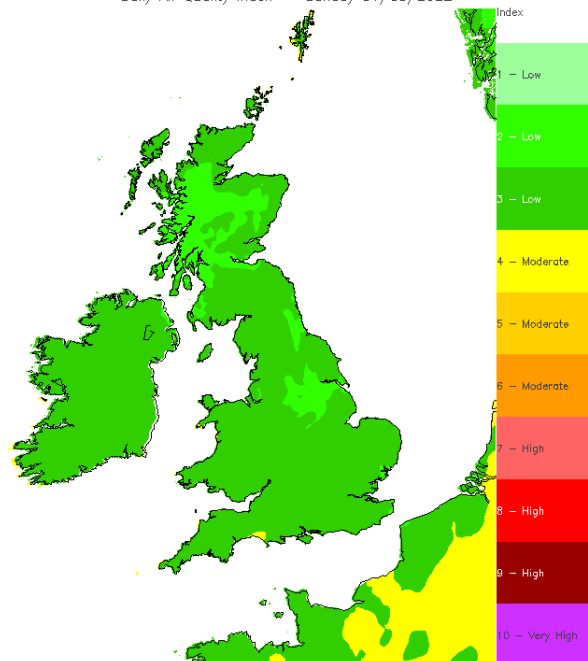 Index
1 - Low
2 - Low
3 - Low
4 - Moderate
5 - Moderate
6 - Moderate
7 - High
8 - High
9 - High
10 - Very High